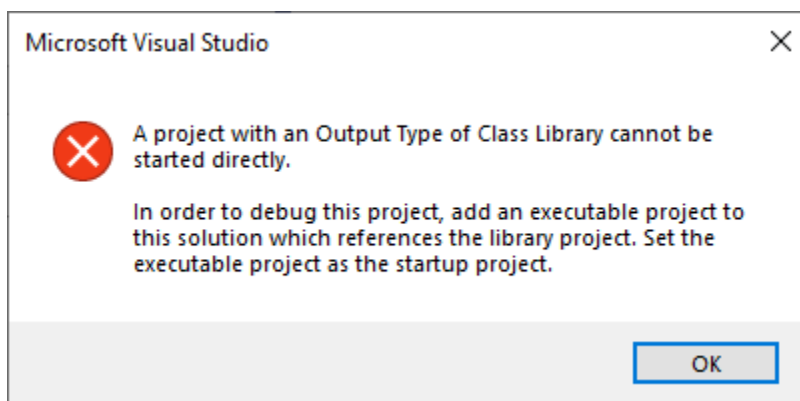 Microsoft Visual Studio
A project with an Output Type of Class Library cannot be
started directly.
In order to debug this project, add an executable project to
this solution which references the library project. Set the
executable project as the startup project.
OK